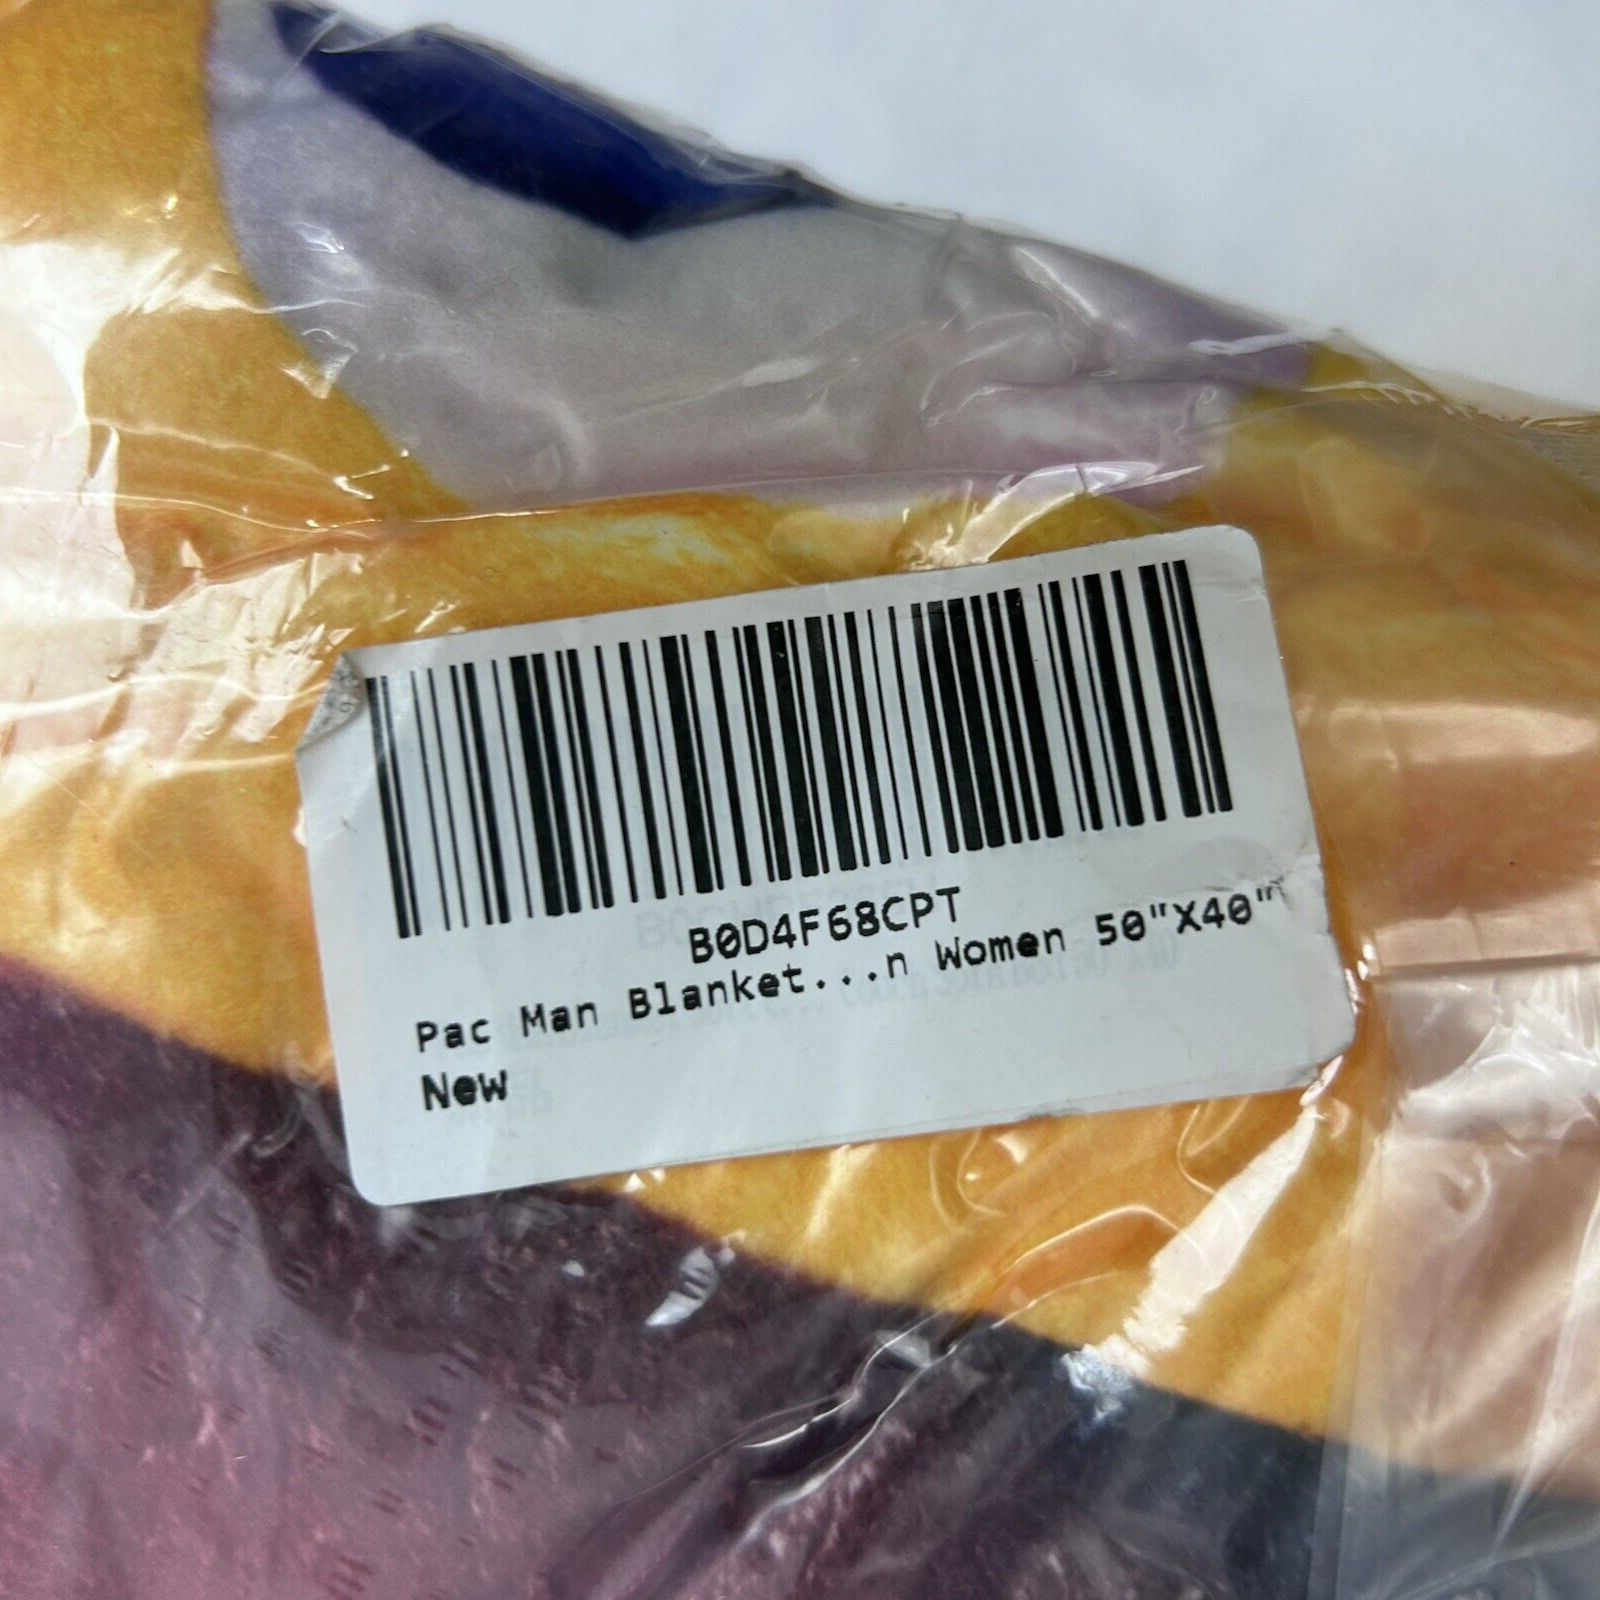 B0D4F68CPT
Pac Man Blanket...n Women 50"X40"
New